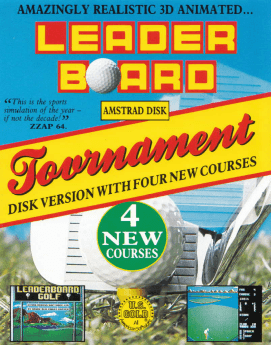 AMAZINGLY REALISTIC 3D ANIMATED...
LEADER
BOARD
"This is the sports
simulation of the year –
if not the decade!"
ZZAP 64.
AMSTRAD DISK
Tournament
DISK VERSION WITH FOUR NEW COURSES
4
NEW
COURSES
LEADERBOARD
GOLF
U.S.
GOLD